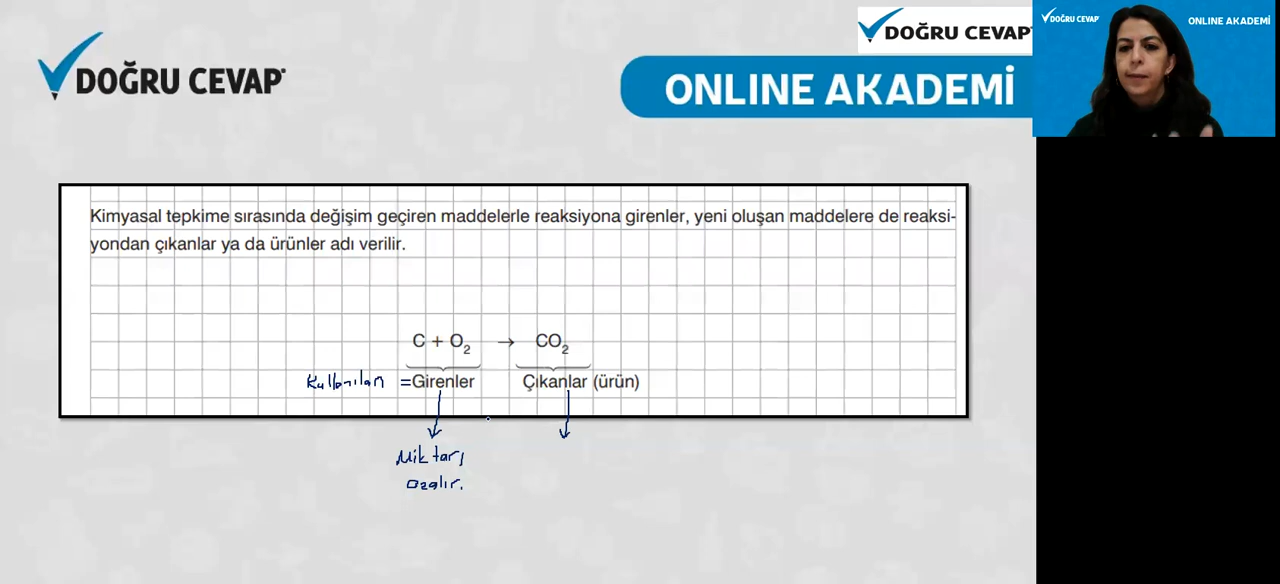 DOĞRU CEVAP
ONLINE AKADEMİ
DOĞRU CEVAP
DOĞRU CEVAP
ONLINE AKADEMİ
Kimyasal tepkime sırasında değişim geçiren maddelerle reaksiyona girenler, yeni oluşan maddelere de reaksi-
yondan çıkanlar ya da ürünler adı verilir.
C + O₂ → CO₂
Kullanılan =Girenler Çıkanlar (ürün)
Miktarı
azalır.